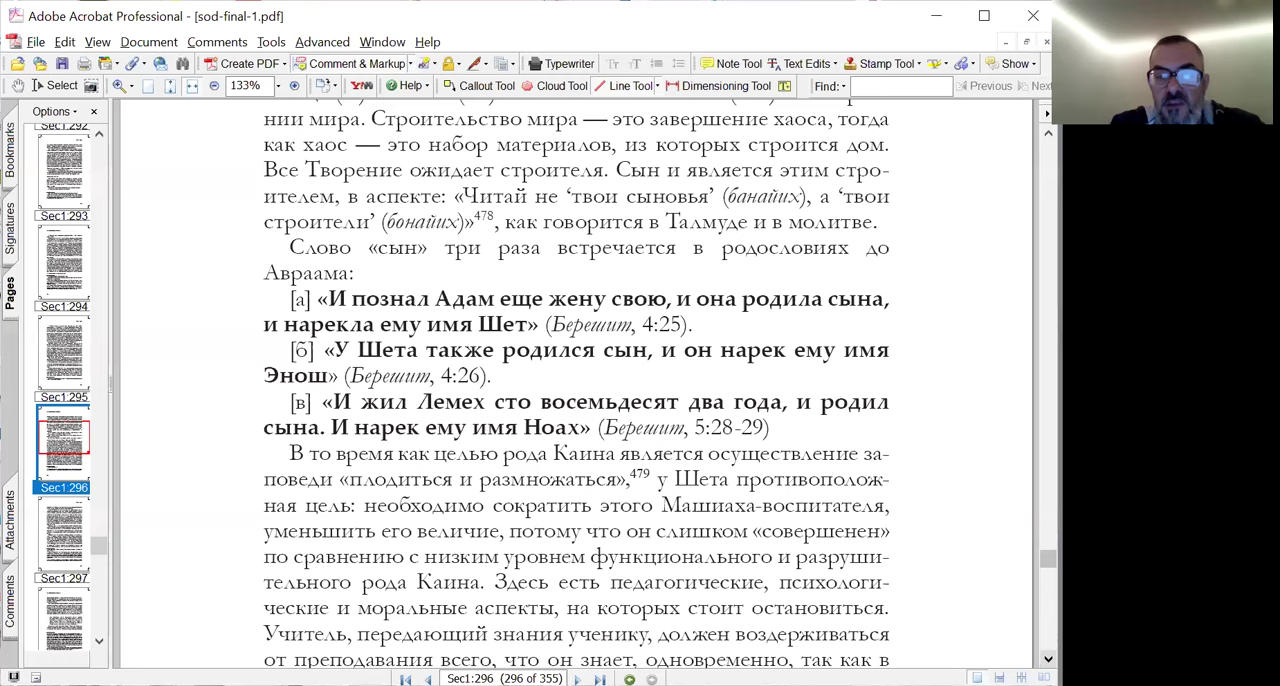 Adobe Acrobat Professional - [sod-final-1.pdf]
File Edit View Document Comments Tools Advanced Window Help
Create PDF Comment & Markup Typewriter Note Tool Text Edits Stamp Tool Show
Select 133% Help Callout Tool Cloud Tool Line Tool Dimensioning Tool Find: Previous Next
Options
Bookmarks
Signatures
Pages
Attachments
Comments
Sec1:292
Sec1:293
Sec1:294
Sec1:295
Sec1:296
Sec1:297
нии мира. Строительство мира — это завершение хаоса, тогда
как хаос — это набор материалов, из которых строится дом.
Все Творение ожидает строителя. Сын и является этим стро-
ителем, в аспекте: «Читай не ‘твои сыновья’ (банайих), а ‘твои
строители’ (бонайих)»478, как говорится в Талмуде и в молитве.
Слово «сын» три раза встречается в родословиях до
Авраама:
[а] «И познал Адам еще жену свою, и она родила сына,
и нарекла ему имя Шет» (Берешит, 4:25).
[б] «У Шета также родился сын, и он нарек ему имя
Энош» (Берешит, 4:26).
[в] «И жил Лемех сто восемьдесят два года, и родил
сына. И нарек ему имя Ноах» (Берешит, 5:28-29)
В то время как целью рода Каина является осуществление за-
поведи «плодиться и размножаться»,479 у Шета противополож-
ная цель: необходимо сократить этого Машиаха-воспитателя,
уменьшить его величие, потому что он слишком «совершенен»
по сравнению с низким уровнем функционального и разруши-
тельного рода Каина. Здесь есть педагогические, психологи-
ческие и моральные аспекты, на которых стоит остановиться.
Учитель, передающий знания ученику, должен воздерживаться
от преподавания всего, что он знает, одновременно, так как в
Sec1:296 (296 of 355)